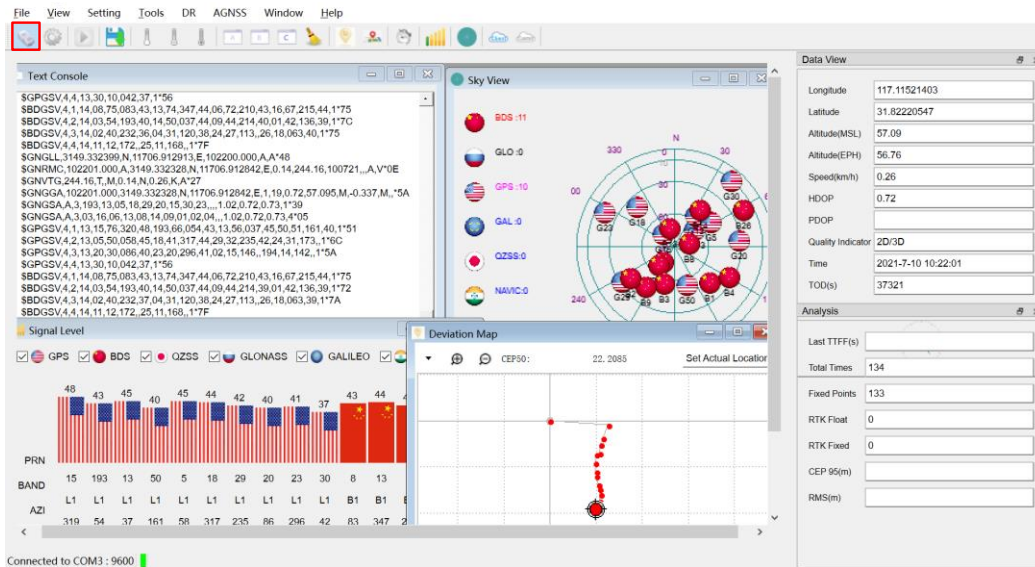 File View Setting Tools DR AGNSS Window Help
Text Console
$GPGSV,4,4,13,30,10,042,37,1*56
$BDGSV,4,1,14,08,75,083,43,13,74,347,44,06,72,210,43,16,67,215,44,1*75
$BDGSV,4,2,14,03,54,193,40,14,50,037,44,09,44,214,40,01,42,136,39,1*7C
$BDGSV,4,3,14,02,40,232,36,04,31,120,38,24,27,113,,26,18,063,40,1*75
$BDGSV,4,4,14,11,12,172,,25,11,168,,1*7F
$GNGLL,3149.332399,N,11706.912913,E,102200.000,A,A*48
$GNRMC,102201.000,A,3149.332328,N,11706.912842,E,0.14,244.16,100721,,,A,V*0E
$GNVTG,244.16,T,,M,0.14,N,0.26,K,A*27
$GNGGA,102201.000,3149.332328,N,11706.912842,E,1,19,0.72,57.095,M,-0.337,M,,*5A
$GNGSA,A,3,193,13,05,18,29,20,15,30,23,,,,1.02,0.72,0.73,1*39
$GNGSA,A,3,03,16,06,13,08,14,09,01,02,04,,,1.02,0.72,0.73,4*05
$GPGSV,4,1,13,15,76,320,48,193,66,054,43,13,56,037,45,50,51,161,40,1*51
$GPGSV,4,2,13,05,50,058,45,18,41,317,44,29,32,235,42,24,31,173,,1*6C
$GPGSV,4,3,13,20,30,086,40,23,20,296,41,02,15,146,,194,14,142,,1*5A
$GPGSV,4,4,13,30,10,042,37,1*56
$BDGSV,4,1,14,08,75,083,43,13,74,347,44,06,72,210,43,16,67,215,44,1*75
$BDGSV,4,2,14,03,54,193,40,14,50,037,44,09,44,214,39,01,42,136,39,1*72
$BDGSV,4,3,14,02,40,232,37,04,31,120,38,24,27,113,,26,18,063,39,1*7A
$BDGSV,4,4,14,11,12,172,,25,11,168,,1*7F
Sky View
BDS :11
GLO :0
GPS :10
GAL :0
QZSS:0
NAVIC:0
N
330 0 30
30
00
240
G30
G23 G18 G5 B26
G20
B8
B9 B3 G50 B1 B4
Signal Level
GPS BDS QZSS GLONASS GALILEO
48 43 45 40 45 44 42 40 41 37 43 44
PRN 15 193 13 50 5 18 29 20 23 30 8 13
BAND L1 L1 L1 L1 L1 L1 L1 L1 L1 L1 B1 B1
AZI 319 54 37 161 58 317 235 86 296 42 83 347
Deviation Map
CEP50: 22.2085 Set Actual Location
Data View
Longitude 117.11521403
Latitude 31.82220547
Altitude(MSL) 57.09
Altitude(EPH) 56.76
Speed(km/h) 0.26
HDOP 0.72
PDOP
Quality Indicator 2D/3D
Time 2021-7-10 10:22:01
TOD(s) 37321
Analysis
Last TTFF(s)
Total Times 134
Fixed Points 133
RTK Float 0
RTK Fixed 0
CEP 95(m)
RMS(m)
Connected to COM3 : 9600